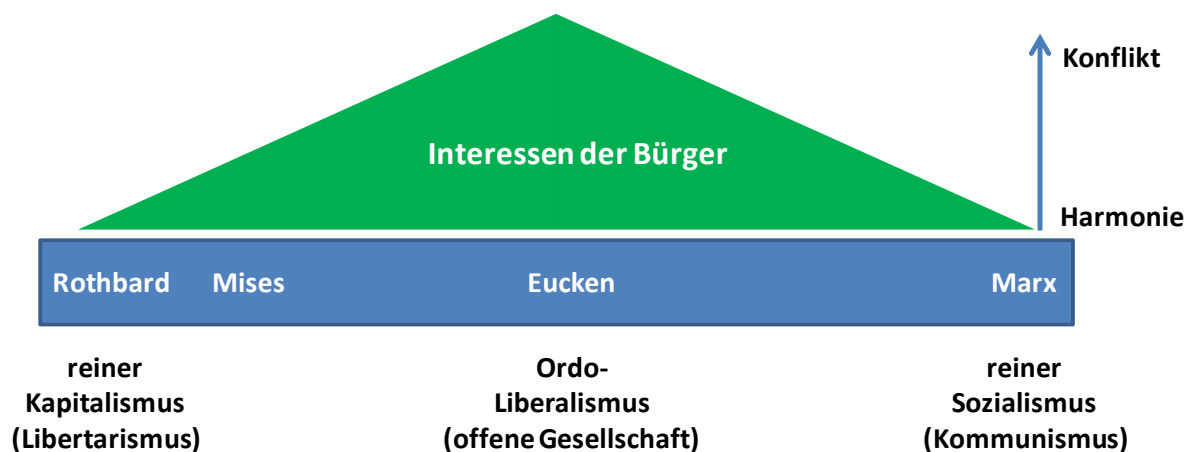 Konflikt
Interessen der Bürger
Harmonie
Rothbard Mises Eucken Marx
reiner
Kapitalismus
(Libertarismus)
Ordo-
Liberalismus
(offene Gesellschaft)
reiner
Sozialismus
(Kommunismus)